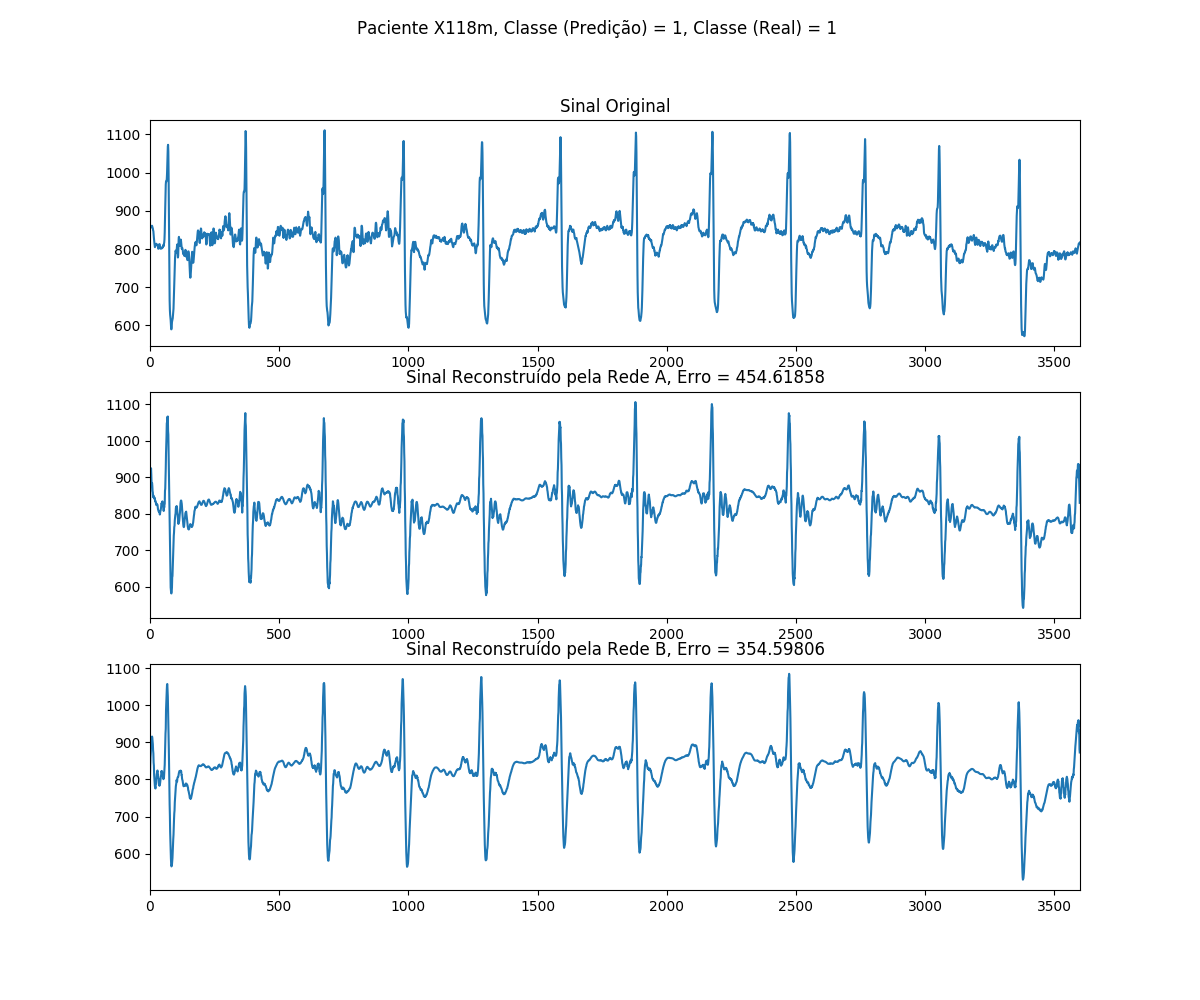 Paciente X118m, Classe (Predição) = 1, Classe (Real) = 1
Sinal Original
1100
1000
900
800
700
600
0 500 1000 1500 2000 2500 3000 3500
Sinal Reconstruído pela Rede A, Erro = 454.61858
1100
1000
900
800
700
600
0 500 1000 1500 2000 2500 3000 3500
Sinal Reconstruído pela Rede B, Erro = 354.59806
1100
1000
900
800
700
600
0 500 1000 1500 2000 2500 3000 3500